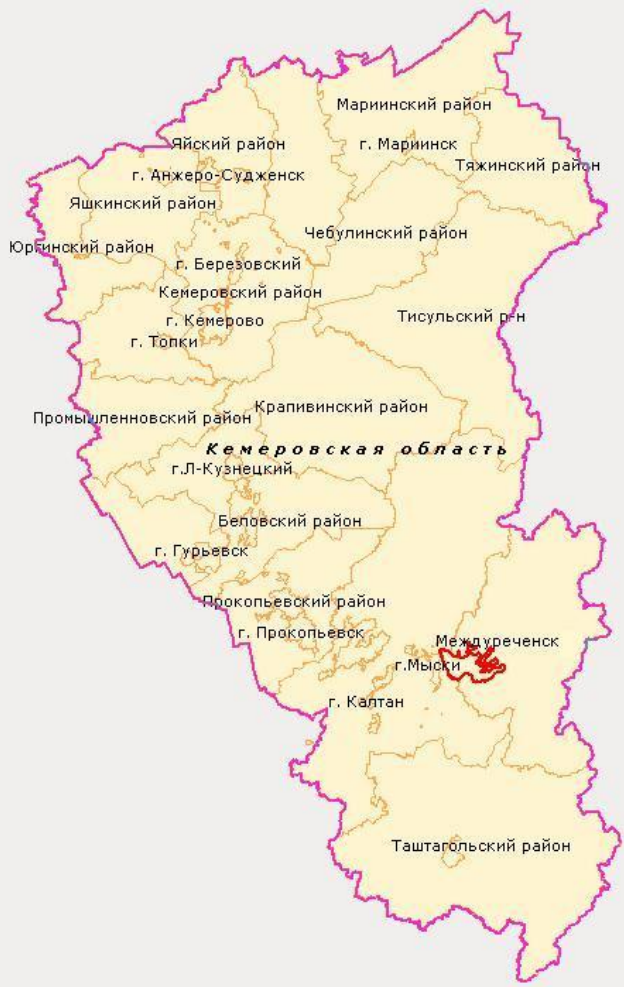 Мариинский район
Яйский район
г. Мариинск
Тяжинский район
г. Анжеро-Судженск
Яшкинский район
Чебулинский район
Юргинский район
г. Березовский
Кемеровский район
Тисульский р-н
г. Кемерово
г. Топки
Крапивинский район
Промышленновский район
Кемеровская область
г.Л-Кузнецкий
Беловский район
г. Гурьевск
Прокопьевский район
г. Прокопьевск
Междуреченск
г.Мыски
г. Калтан
Таштагольский район